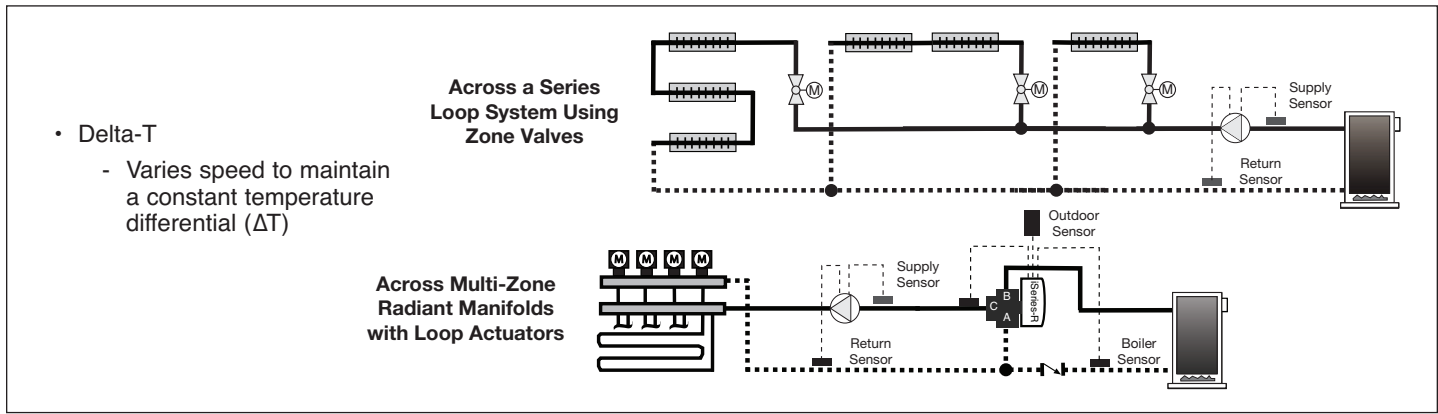 • Delta-T
- Varies speed to maintain
a constant temperature
differential (ΔT)
Across a Series
Loop System Using
Zone Valves
M
M
M
Supply
Sensor
Return
Sensor
Across Multi-Zone
Radiant Manifolds
with Loop Actuators
M M M M
Supply
Sensor
Return
Sensor
Outdoor
Sensor
B
C
A
iSeries-R
Boiler
Sensor